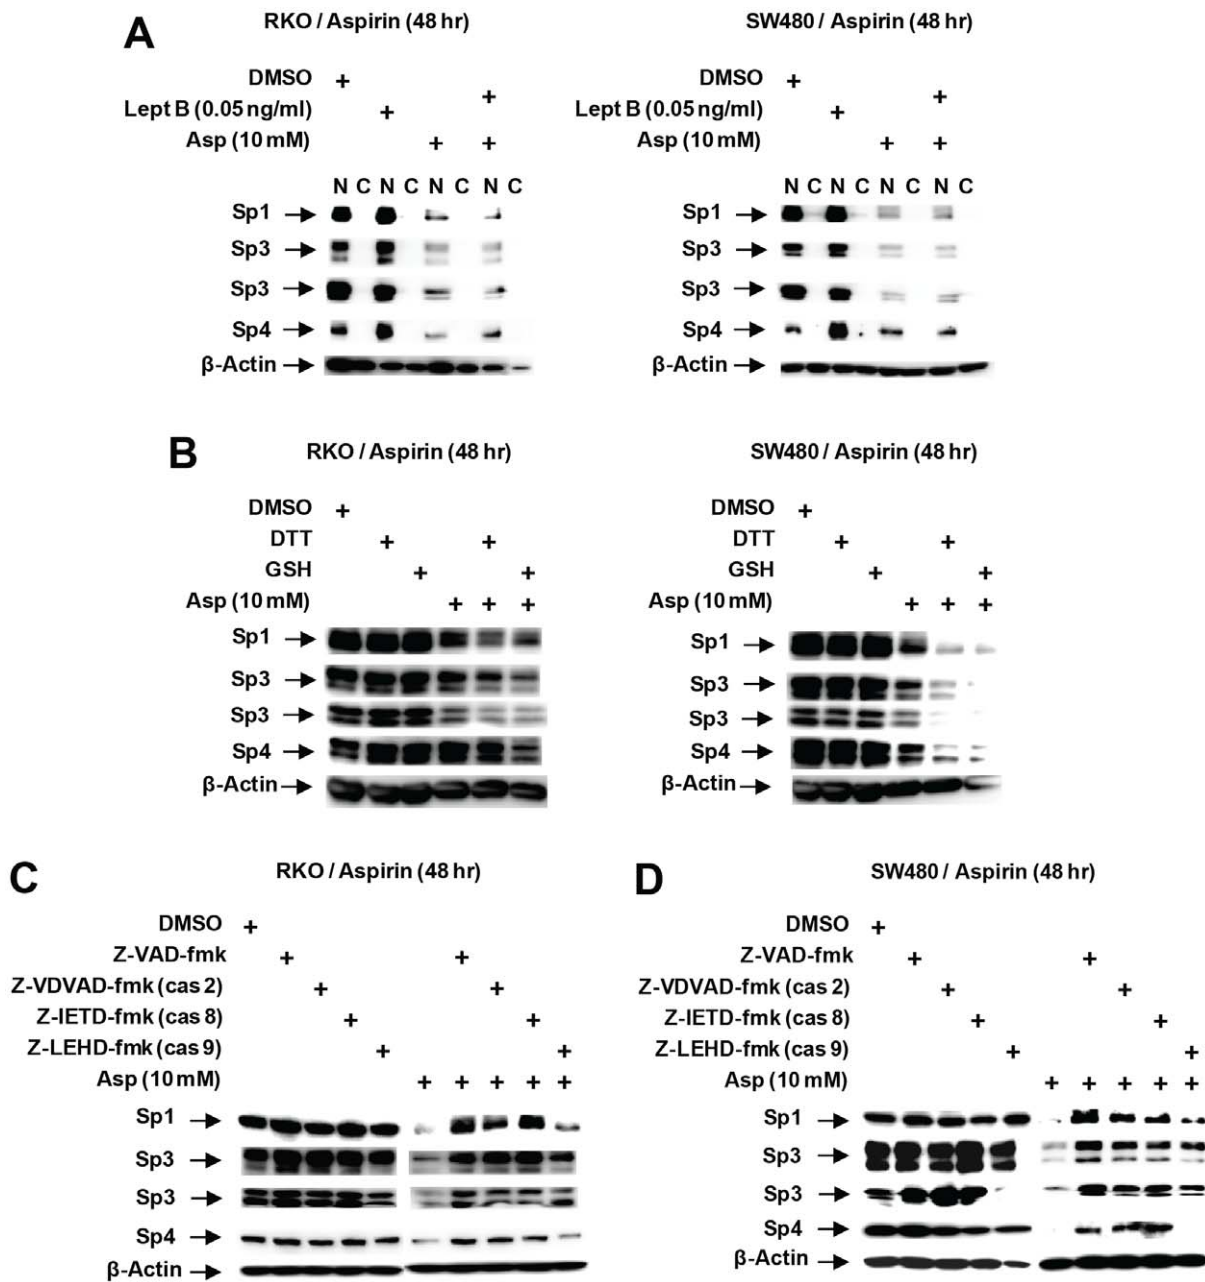 A
RKO / Aspirin (48 hr)
SW480 / Aspirin (48 hr)
DMSO + DMSO +
Lept B (0.05 ng/ml) + + Lept B (0.05 ng/ml) + +
Asp (10 mM) + + Asp (10 mM) + +
N C N C N C N C N C N C N C N C
Sp1 Sp1
Sp3 Sp3
Sp3 Sp3
Sp4 Sp4
β-Actin β-Actin
B
RKO / Aspirin (48 hr)
SW480 / Aspirin (48 hr)
DMSO + DMSO +
DTT + + DTT + +
GSH + + GSH + +
Asp (10 mM) + + + Asp (10 mM) + + +
Sp1 Sp1
Sp3 Sp3
Sp3 Sp3
Sp4 Sp4
β-Actin β-Actin
C
RKO / Aspirin (48 hr)
DMSO +
Z-VAD-fmk + +
Z-VDVAD-fmk (cas 2) + +
Z-IETD-fmk (cas 8) + +
Z-LEHD-fmk (cas 9) + +
Asp (10 mM) + + + + +
Sp1
Sp3
Sp3
Sp4
β-Actin
D
SW480 / Aspirin (48 hr)
DMSO +
Z-VAD-fmk + +
Z-VDVAD-fmk (cas 2) + +
Z-IETD-fmk (cas 8) + +
Z-LEHD-fmk (cas 9) + +
Asp (10 mM) + + + + +
Sp1
Sp3
Sp3
Sp4
β-Actin